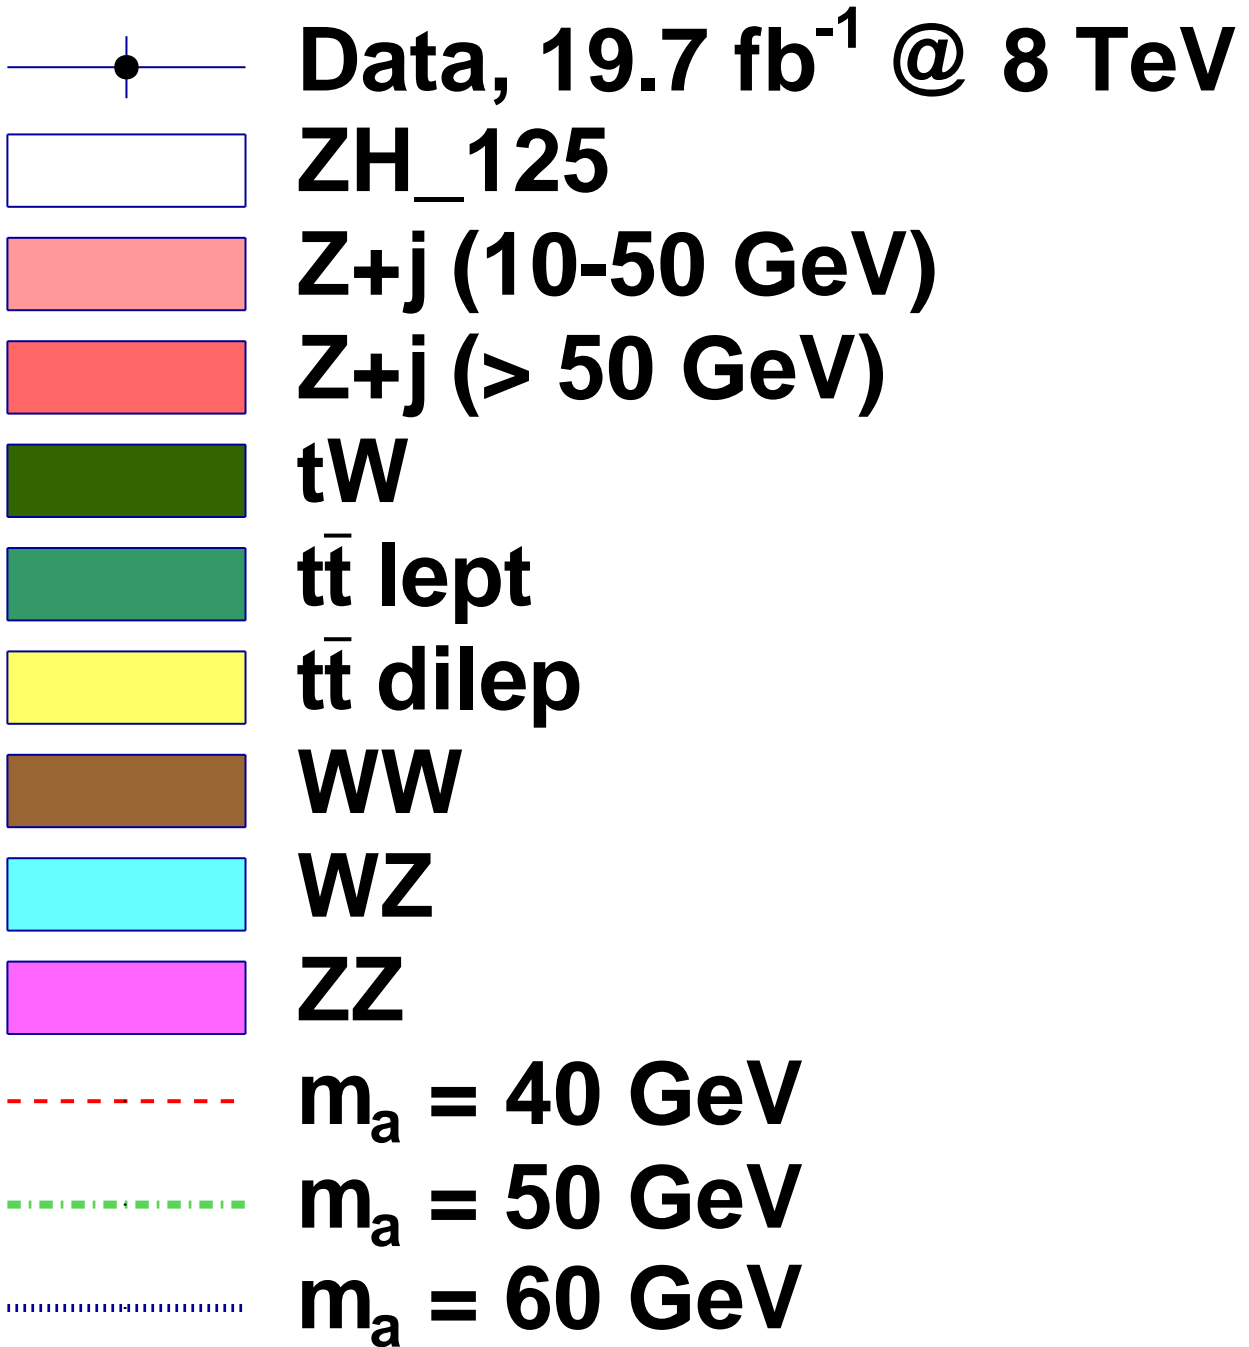 Data, 19.7 fb⁻¹ @ 8 TeV
ZH_125
Z+j (10-50 GeV)
Z+j (> 50 GeV)
tW
tt̄ lept
tt̄ dilep
WW
WZ
ZZ
mₐ = 40 GeV
mₐ = 50 GeV
mₐ = 60 GeV